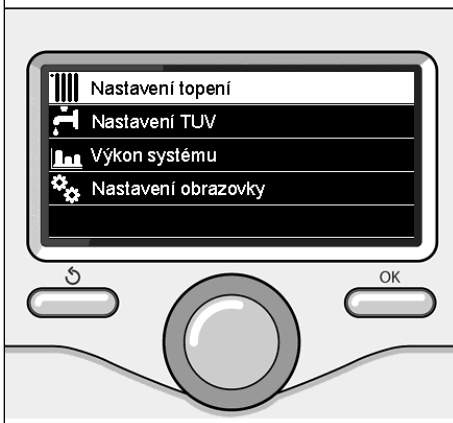 Nastavení topení
Nastavení TUV
Výkon systému
Nastavení obrazovky
OK